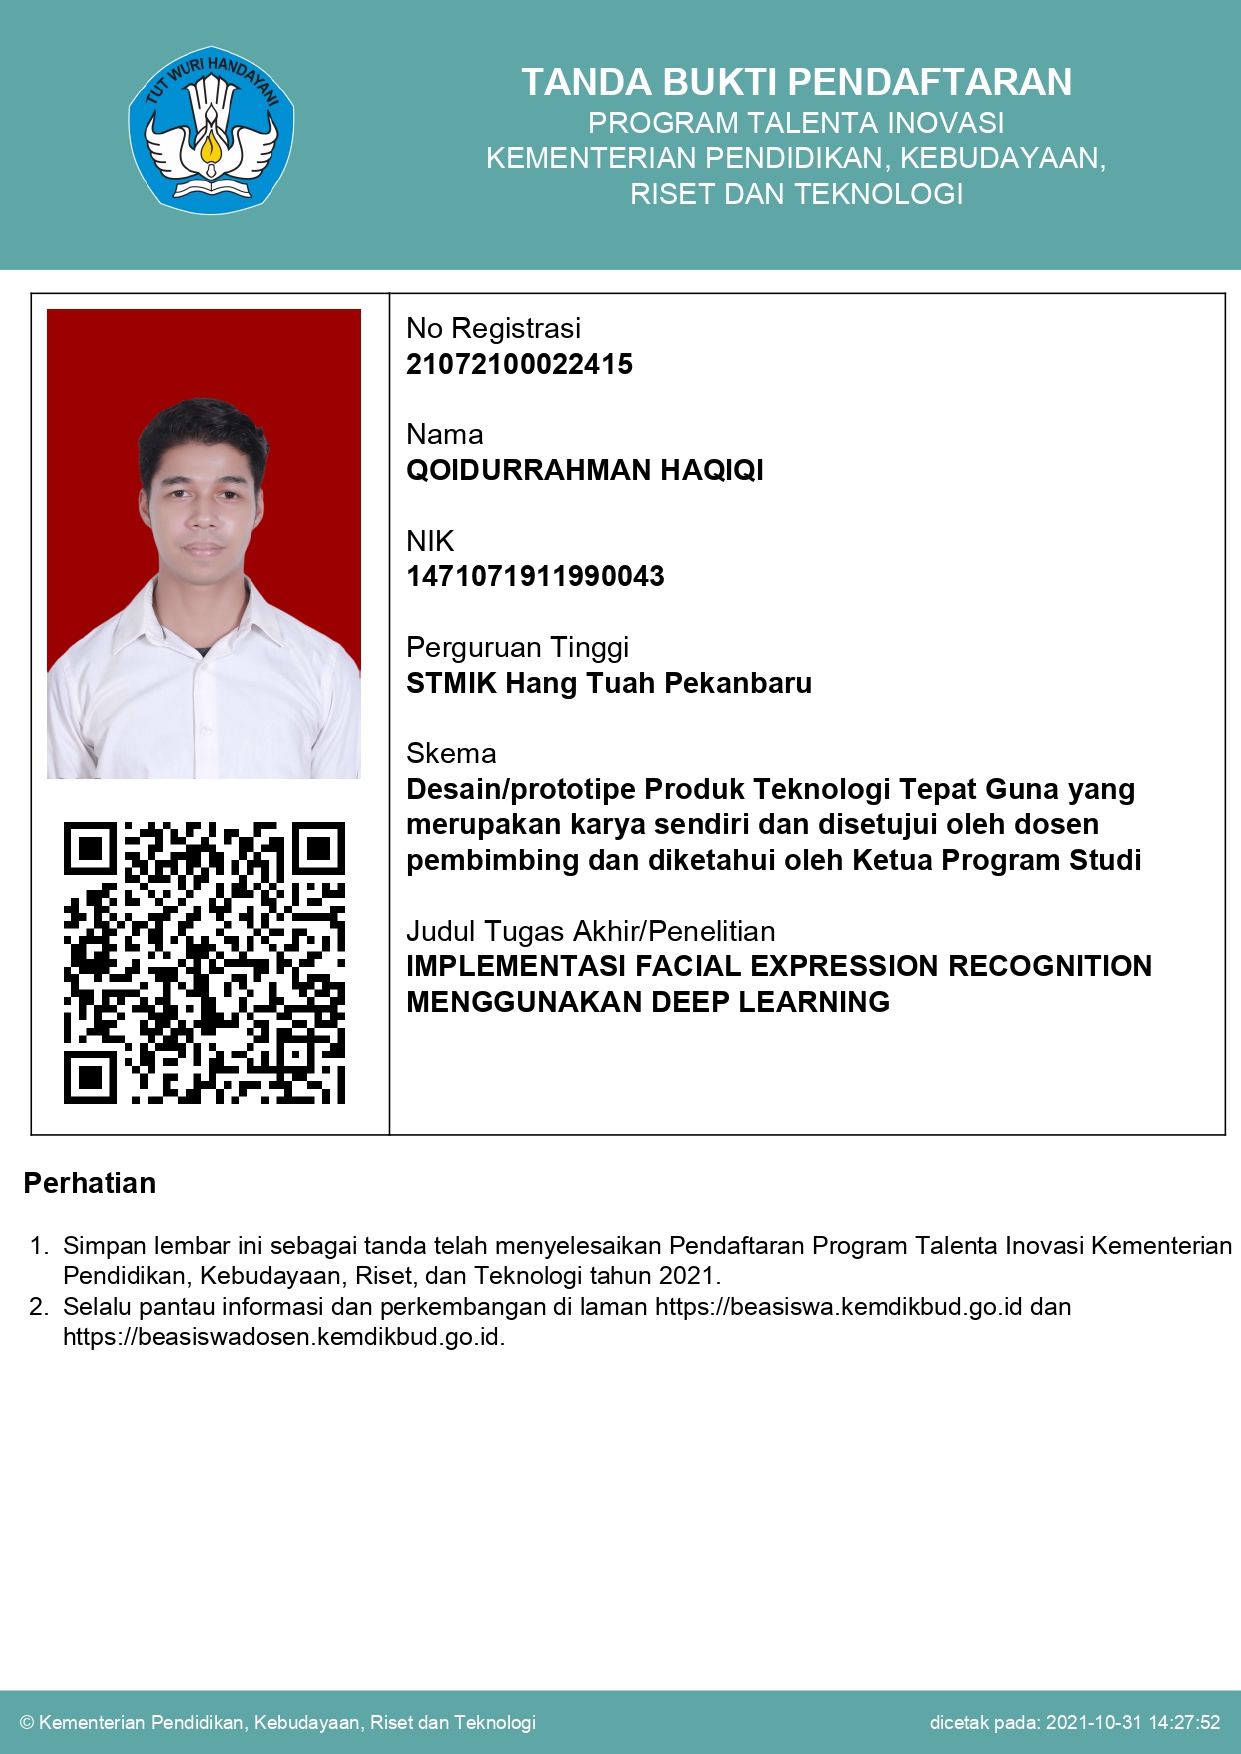 TUT WURI HANDAYANI
TANDA BUKTI PENDAFTARAN
PROGRAM TALENTA INOVASI
KEMENTERIAN PENDIDIKAN, KEBUDAYAAN,
RISET DAN TEKNOLOGI
No Registrasi
21072100022415
Nama
QOIDURRAHMAN HAQIQI
NIK
1471071911990043
Perguruan Tinggi
STMIK Hang Tuah Pekanbaru
Skema
Desain/prototipe Produk Teknologi Tepat Guna yang
merupakan karya sendiri dan disetujui oleh dosen
pembimbing dan diketahui oleh Ketua Program Studi
Judul Tugas Akhir/Penelitian
IMPLEMENTASI FACIAL EXPRESSION RECOGNITION
MENGGUNAKAN DEEP LEARNING
Perhatian
1. Simpan lembar ini sebagai tanda telah menyelesaikan Pendaftaran Program Talenta Inovasi Kementerian
Pendidikan, Kebudayaan, Riset, dan Teknologi tahun 2021.
2. Selalu pantau informasi dan perkembangan di laman https://beasiswa.kemdikbud.go.id dan
https://beasiswadosen.kemdikbud.go.id.
© Kementerian Pendidikan, Kebudayaan, Riset dan Teknologi
dicetak pada: 2021-10-31 14:27:52